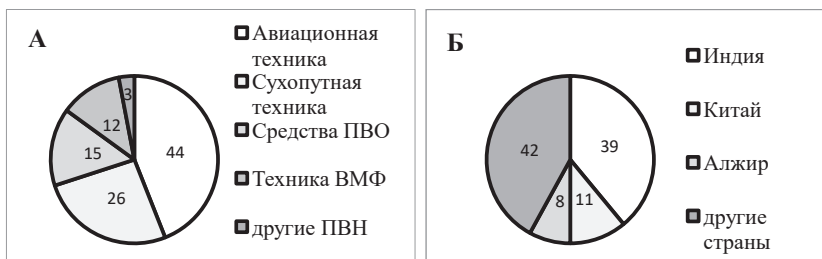 А
Авиационная
техника
Сухопутная
техника
Средства ПВО
Техника ВМФ
другие ПВН
44
26
15
12
3
Б
Индия
Китай
Алжир
другие
страны
39
11
8
42